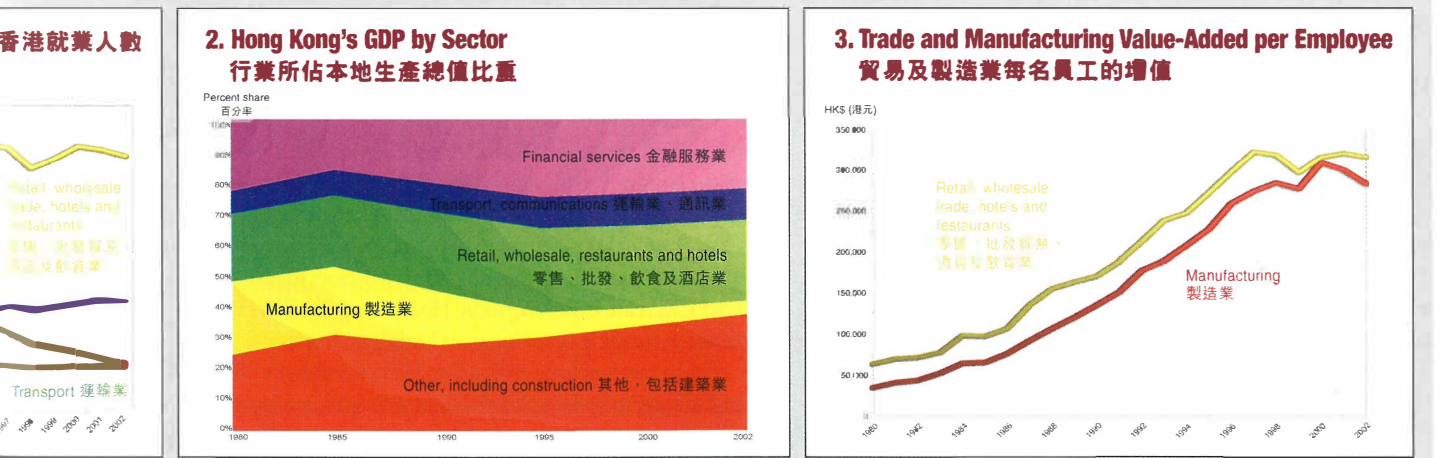 香港就業人數
wholesale
hotels and
Transport 運輸業
1998
1999
2000
2001
2002
2. Hong Kong's GDP by Sector
行業所佔本地生產總值比重
Percent share
百分率
100%
80%
70%
60%
50%
40%
30%
20%
10%
0%
Financial services 金融服務業
Transport, communications 運輸業、通訊業
Retail, wholesale, restaurants and hotels
零售、批發、飲食及酒店業
Manufacturing 製造業
Other, including construction 其他，包括建築業
1980
1985
1990
1995
2000
2002
3. Trade and Manufacturing Value-Added per Employee
貿易及製造業每名員工的增值
HK$ (港元)
350,000
300,000
250,000
200,000
150,000
100,000
50,000
Retail, wholesale
trade, hotels and
restaurants
零售、批發貿易、
酒店及飲食業
Manufacturing
製造業
1980
1982
1984
1986
1988
1990
1992
1994
1996
1998
2000
2002